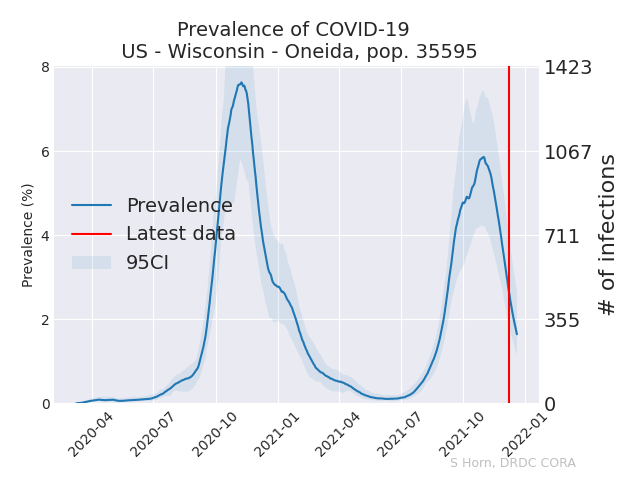 Prevalence of COVID-19
US - Wisconsin - Oneida, pop. 35595
8
6
4
2
0
Prevalence (%)
1423
1067
711
355
0
# of infections
Prevalence
Latest data
95CI
2020-04
2020-07
2020-10
2021-01
2021-04
2021-07
2021-10
2022-01
S Horn, DRDC CORA